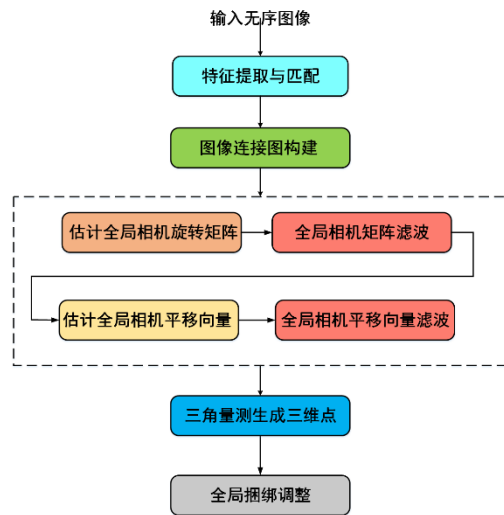 输入无序图像
特征提取与匹配
图像连接图构建
估计全局相机旋转矩阵
全局相机矩阵滤波
估计全局相机平移向量
全局相机平移向量滤波
三角量测生成三维点
全局捆绑调整